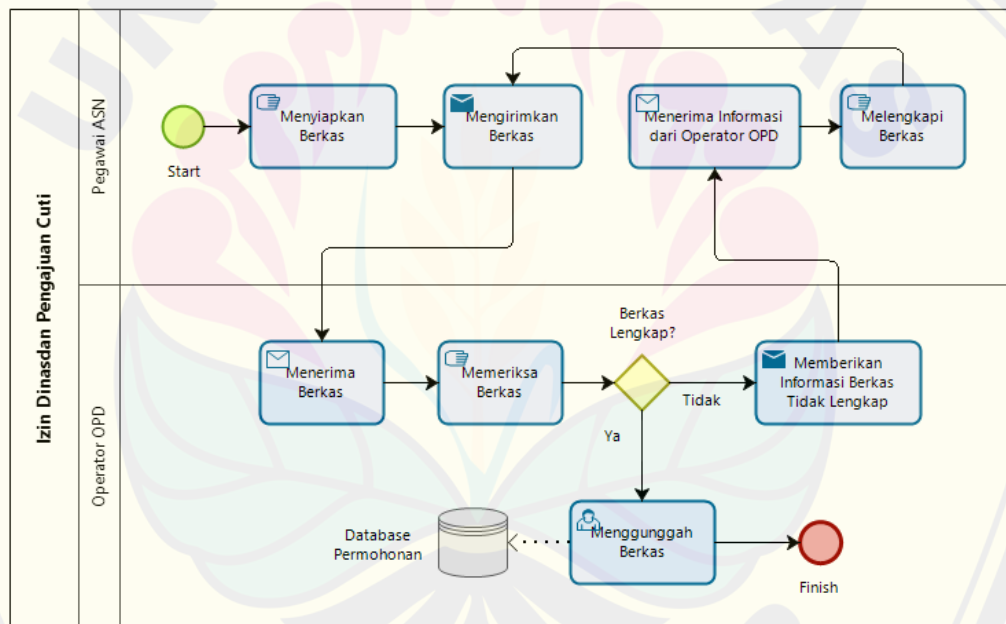 Izin Dinasdan Pengajuan Cuti
Pegawai ASN
Start
Menyiapkan
Berkas
Mengirimkan
Berkas
Menerima Informasi
dari Operator OPD
Melengkapi
Berkas
Operator OPD
Menerima
Berkas
Memeriksa
Berkas
Berkas
Lengkap?
Tidak
Ya
Memberikan
Informasi Berkas
Tidak Lengkap
Database
Permohonan
Menggunggah
Berkas
Finish